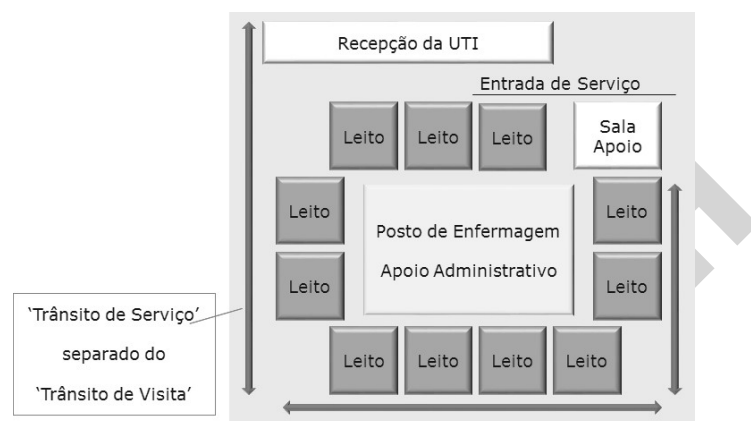 Recepção da UTI
Entrada de Serviço
Leito
Leito
Leito
Sala
Apoio
Leito
Posto de Enfermagem
Apoio Administrativo
Leito
Leito
Leito
'Trânsito de Serviço'
separado do
'Trânsito de Visita'
Leito
Leito
Leito
Leito